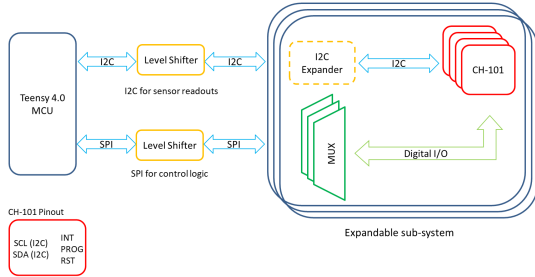 Teensy 4.0
MCU
I2C
Level Shifter
I2C
I2C for sensor readouts
SPI
Level Shifter
SPI
SPI for control logic
I2C
Expander
I2C
CH-101
MUX
Digital I/O
Expandable sub-system
CH-101 Pinout
SCL (I2C)
SDA (I2C)
INT
PROG
RST